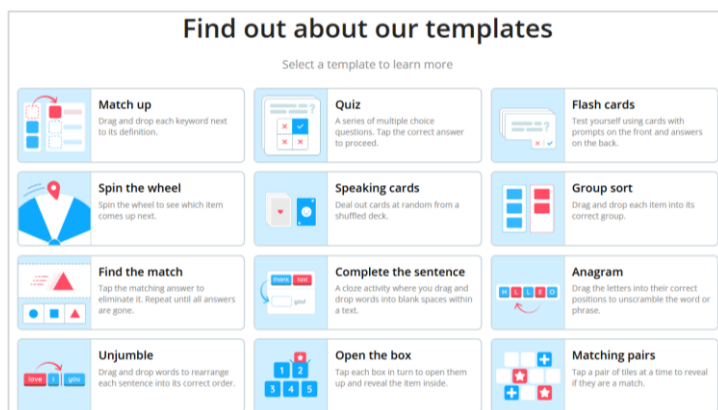 Find out about our templates
Select a template to learn more
Match up
Drag and drop each keyword next
to its definition.
Quiz
A series of multiple choice
questions. Tap the correct answer
to proceed.
Flash cards
Test yourself using cards with
prompts on the front and answers
on the back.
Spin the wheel
Spin the wheel to see which item
comes up next.
Speaking cards
Deal out cards at random from a
shuffled deck.
Group sort
Drag and drop each item into its
correct group.
Find the match
Tap the matching answer to
eliminate it. Repeat until all answers
are gone.
thank
you!
Complete the sentence
A cloze activity where you drag and
drop words into blank spaces within
a text.
H L L E O
Anagram
Drag the letters into their correct
positions to unscramble the word or
phrase.
love I you
Unjumble
Drag and drop words to rearrange
each sentence into its correct order.
1 2
3 4 5
Open the box
Tap each box in turn to open them
up and reveal the item inside.
Matching pairs
Tap a pair of tiles at a time to reveal
if they are a match.